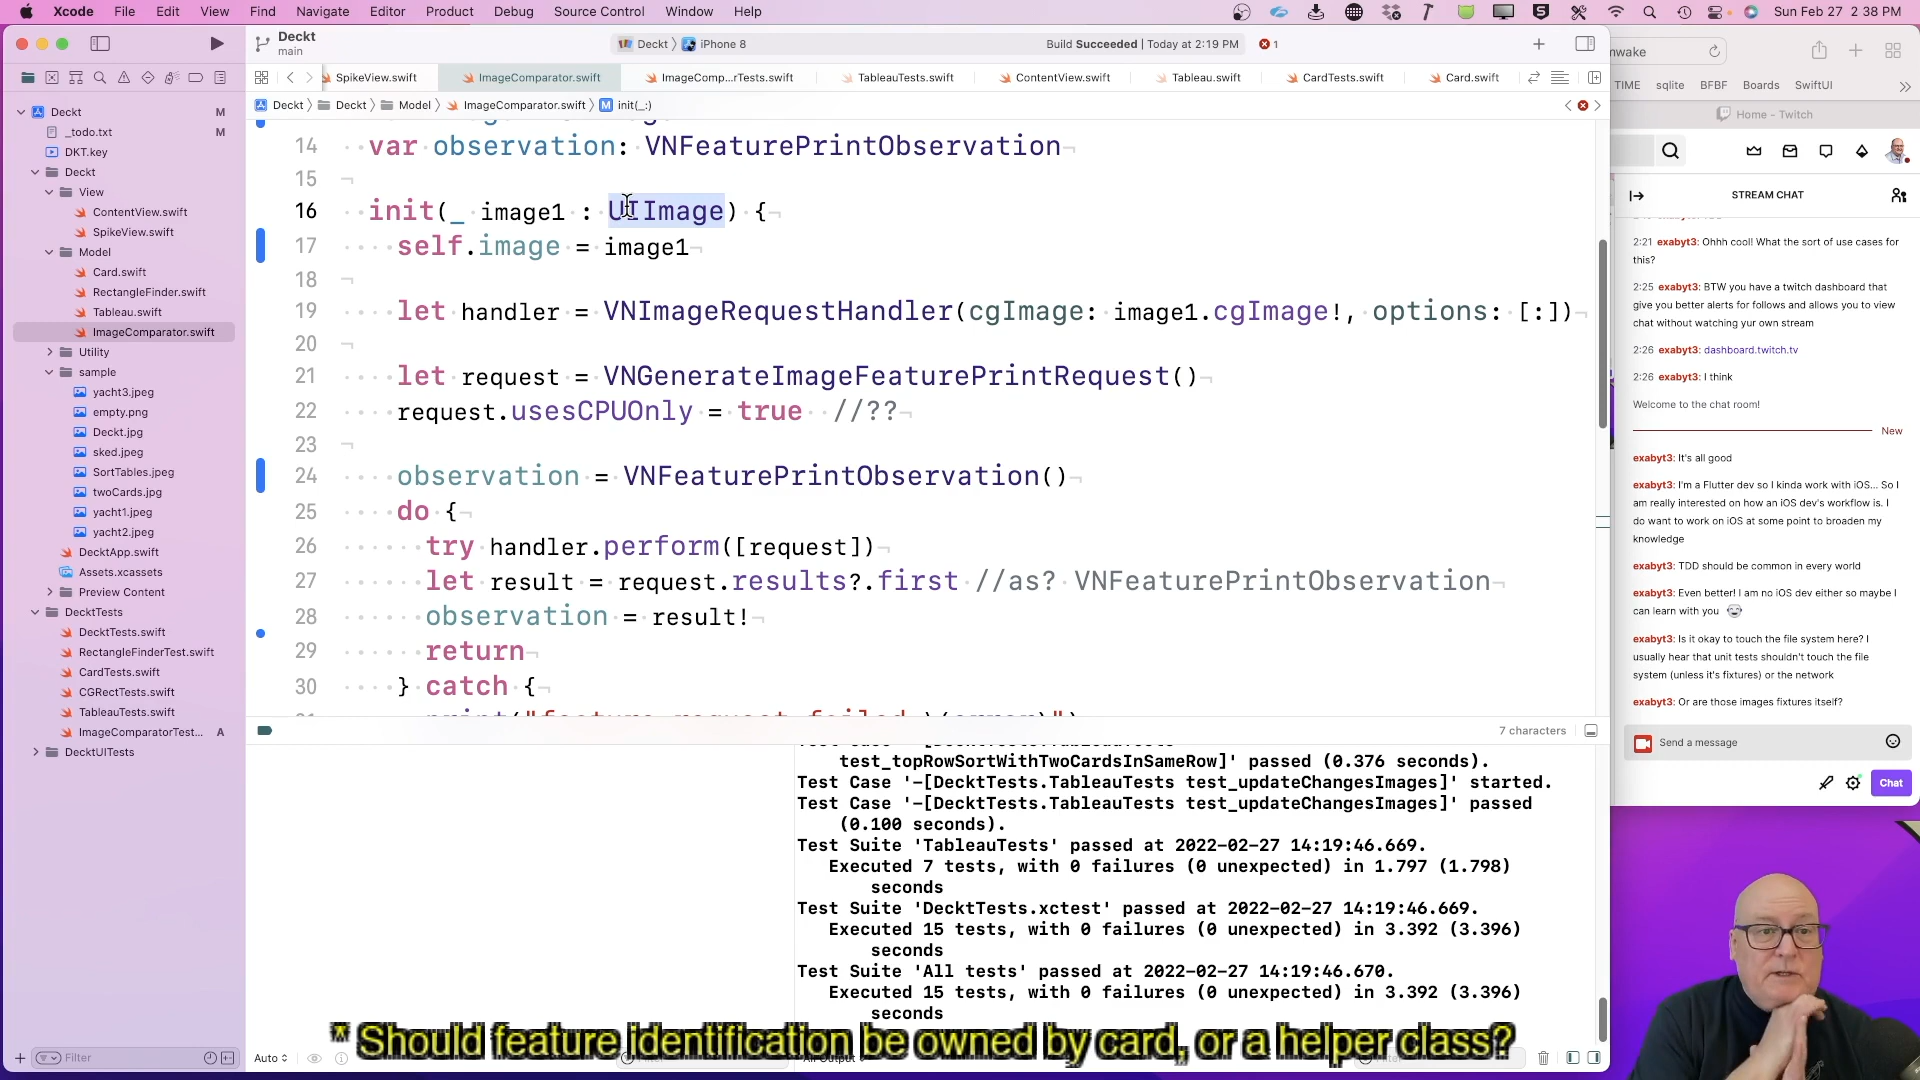 Xcode File Edit View Find Navigate Editor Product Debug Source Control Window Help Sun Feb 27 2:38 PM
Deckt
main
Deckt iPhone 8 Build Succeeded | Today at 2:19 PM 1
SpikeView.swift ImageComparator.swift ImageComp...rTests.swift TableauTests.swift ContentView.swift Tableau.swift CardTests.swift Card.swift
Deckt Deckt Model ImageComparator.swift M init(_:)
Deckt M
_todo.txt M
DKT.key
Deckt
View
ContentView.swift
SpikeView.swift
Model
Card.swift
RectangleFinder.swift
Tableau.swift
ImageComparator.swift
Utility
sample
yacht3.jpeg
empty.png
Deckt.jpg
sked.jpeg
SortTables.jpeg
twoCards.jpg
yacht1.jpeg
yacht2.jpeg
DecktApp.swift
Assets.xcassets
Preview Content
DecktTests
DecktTests.swift
RectangleFinderTest.swift
CardTests.swift
CGRectTests.swift
TableauTests.swift
ImageComparatorTest... A
DecktUITests
Filter
14 var observation: VNFeaturePrintObservation
15
16 init(_ image1 : UIImage) {
17 self.image = image1
18
19 let handler = VNImageRequestHandler(cgImage: image1.cgImage!, options: [:])
20
21 let request = VNGenerateImageFeaturePrintRequest()
22 request.usesCPUOnly = true //??
23
24 observation = VNFeaturePrintObservation()
25 do {
26 try handler.perform([request])
27 let result = request.results?.first //as? VNFeaturePrintObservation
28 observation = result!
29 return
30 } catch {
7 characters
test_topRowSortWithTwoCardsInSameRow]' passed (0.376 seconds).
Test Case '-[DecktTests.TableauTests test_updateChangesImages]' started.
Test Case '-[DecktTests.TableauTests test_updateChangesImages]' passed
(0.100 seconds).
Test Suite 'TableauTests' passed at 2022-02-27 14:19:46.669.
Executed 7 tests, with 0 failures (0 unexpected) in 1.797 (1.798)
seconds
Test Suite 'DecktTests.xctest' passed at 2022-02-27 14:19:46.669.
Executed 15 tests, with 0 failures (0 unexpected) in 3.392 (3.396)
seconds
Test Suite 'All tests' passed at 2022-02-27 14:19:46.670.
Executed 15 tests, with 0 failures (0 unexpected) in 3.392 (3.396)
seconds
* Should feature identification be owned by card, or a helper class?
Auto
nwake
TIME sqlite BFBF Boards SwiftUI
Home - Twitch
STREAM CHAT
2:21 exabyt3: Ohhh cool! What the sort of use cases for
this?
2:25 exabyt3: BTW you have a twitch dashboard that
give you better alerts for follows and allows you to view
chat without watching yur own stream
2:26 exabyt3: dashboard.twitch.tv
2:26 exabyt3: I think
Welcome to the chat room!
New
exabyt3: It's all good
exabyt3: I'm a Flutter dev so I kinda work with iOS... So I
am really interested on how an iOS dev's workflow is. I
do want to work on iOS at some point to broaden my
knowledge
exabyt3: TDD should be common in every world
exabyt3: Even better! I am no iOS dev either so maybe I
can learn with you
exabyt3: Is it okay to touch the file system here? I
usually hear that unit tests shouldn't touch the file
system (unless it's fixtures) or the network
exabyt3: Or are those images fixtures itself?
Send a message
Chat